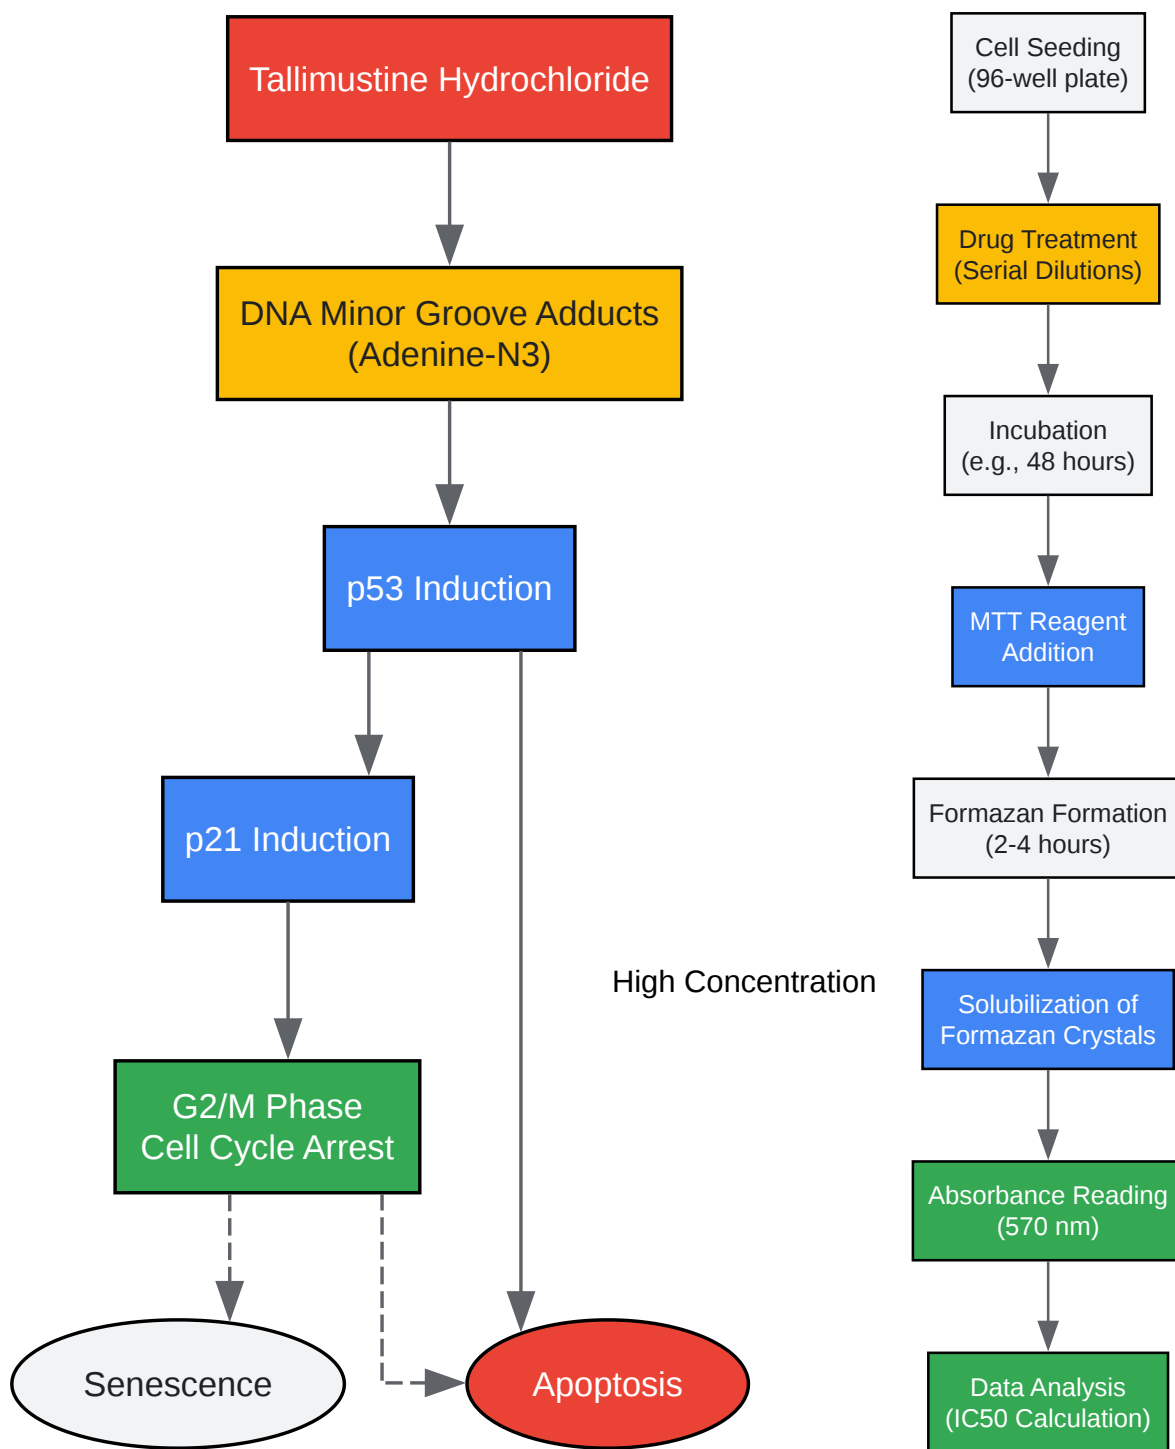 Tallimustine Hydrochloride
DNA Minor Groove Adducts
(Adenine-N3)
p53 Induction
p21 Induction
High Concentration
G2/M Phase
Cell Cycle Arrest
Senescence
Apoptosis
Cell Seeding
(96-well plate)
Drug Treatment
(Serial Dilutions)
Incubation
(e.g., 48 hours)
MTT Reagent
Addition
Formazan Formation
(2-4 hours)
Solubilization of
Formazan Crystals
Absorbance Reading
(570 nm)
Data Analysis
(IC50 Calculation)